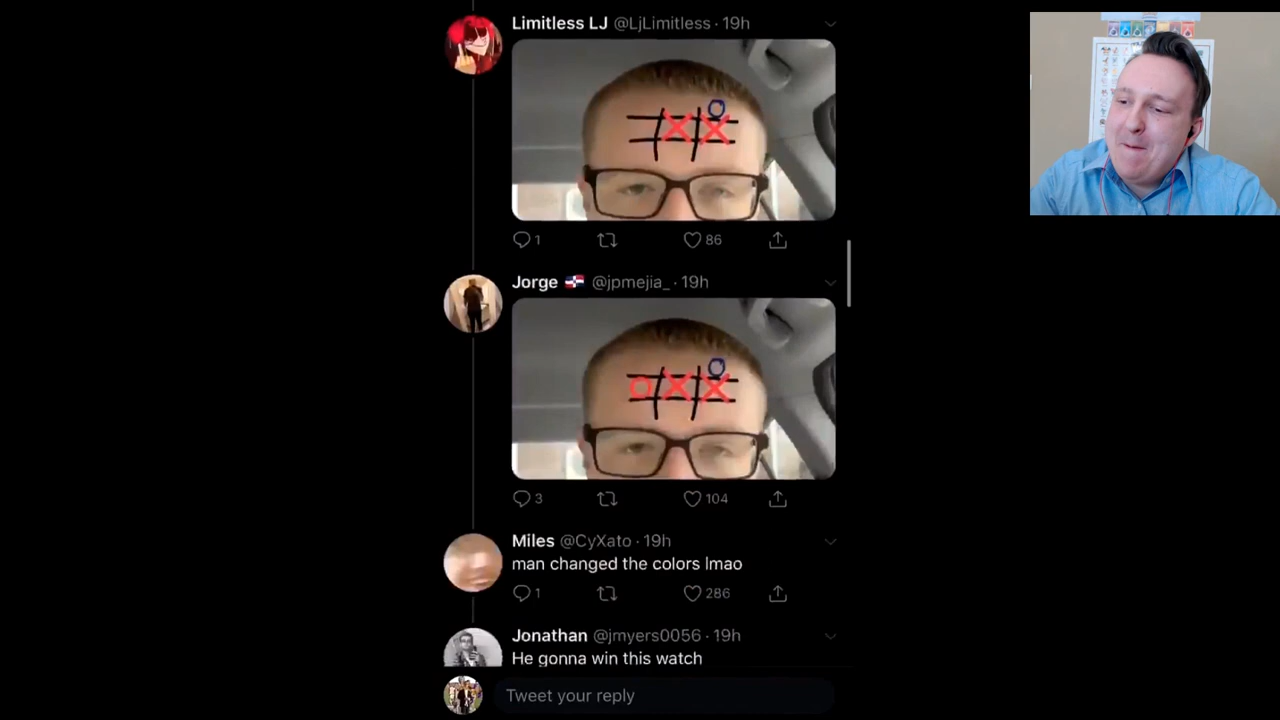 Limitless LJ @LjLimitless · 19h
X X O
1 86
Jorge 🇩🇴 @jpmejia_ · 19h
O X X O
3 104
Miles @CyXato · 19h
man changed the colors lmao
1 286
Jonathan @jmyers0056 · 19h
He gonna win this watch
Tweet your reply